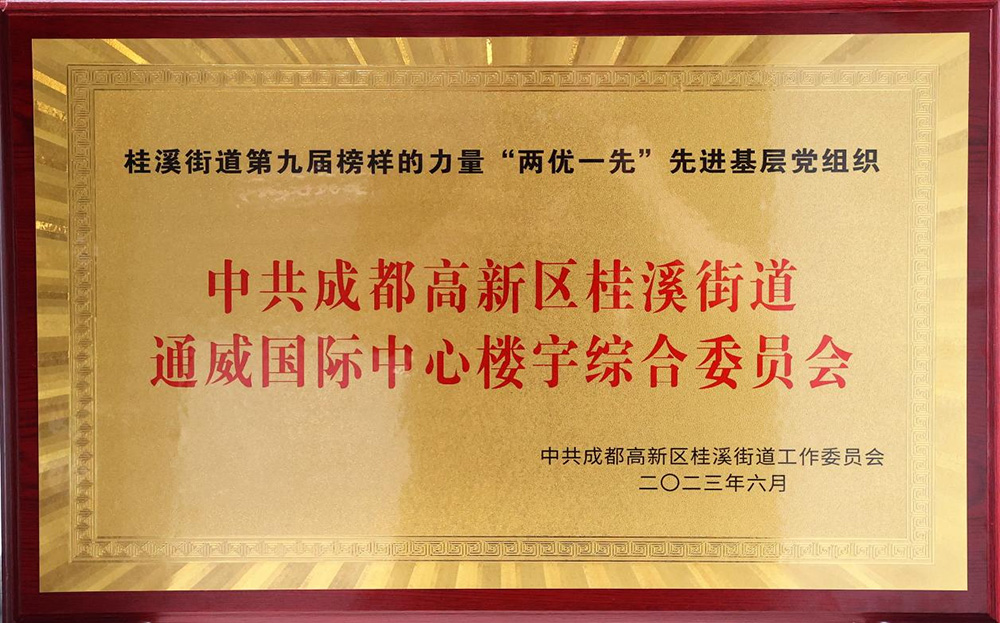 桂溪街道第九届榜样的力量“两优一先”先进基层党组织
中共成都高新区桂溪街道
通威国际中心楼宇综合委员会
中共成都高新区桂溪街道工作委员会
二〇二三年六月